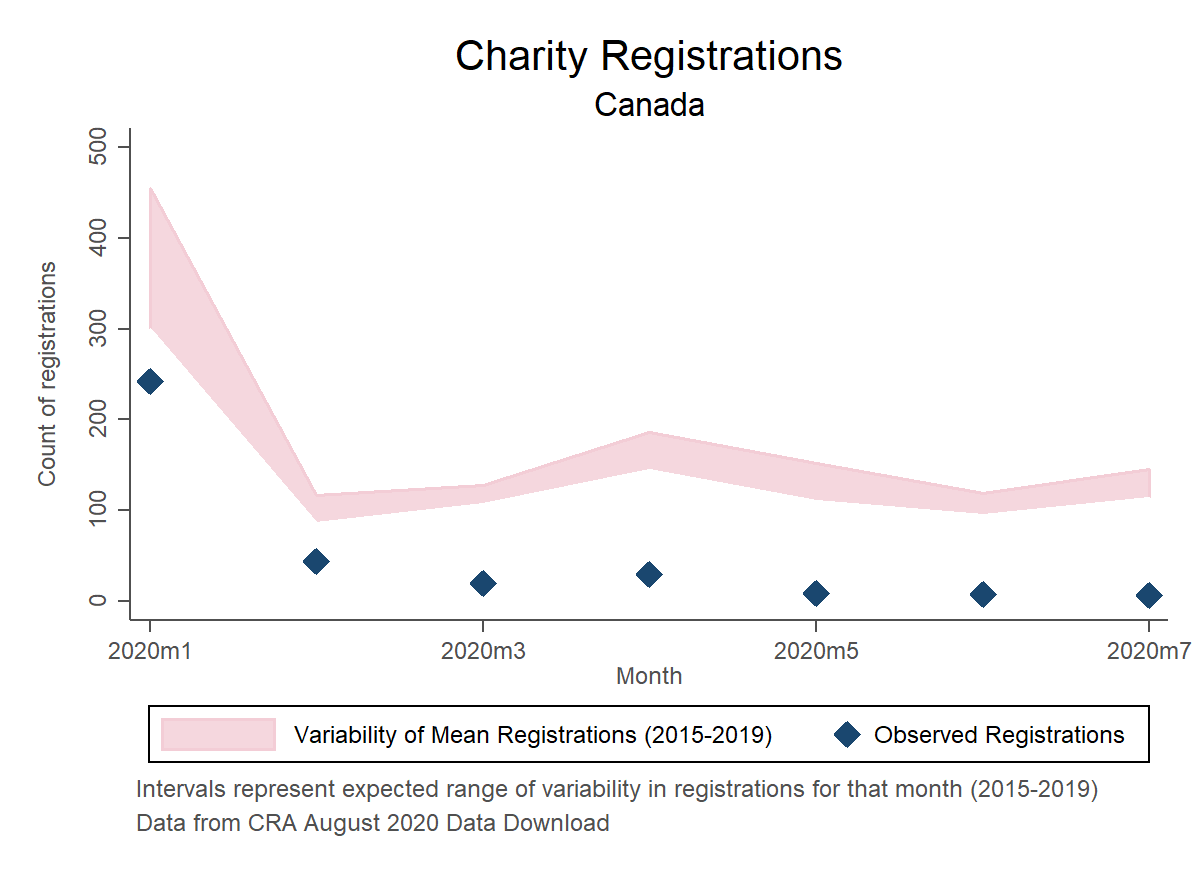 Charity Registrations
Canada
Count of registrations
500
400
300
200
100
0
2020m1 2020m3 2020m5 2020m7
Month
Variability of Mean Registrations (2015-2019) Observed Registrations
Intervals represent expected range of variability in registrations for that month (2015-2019)
Data from CRA August 2020 Data Download